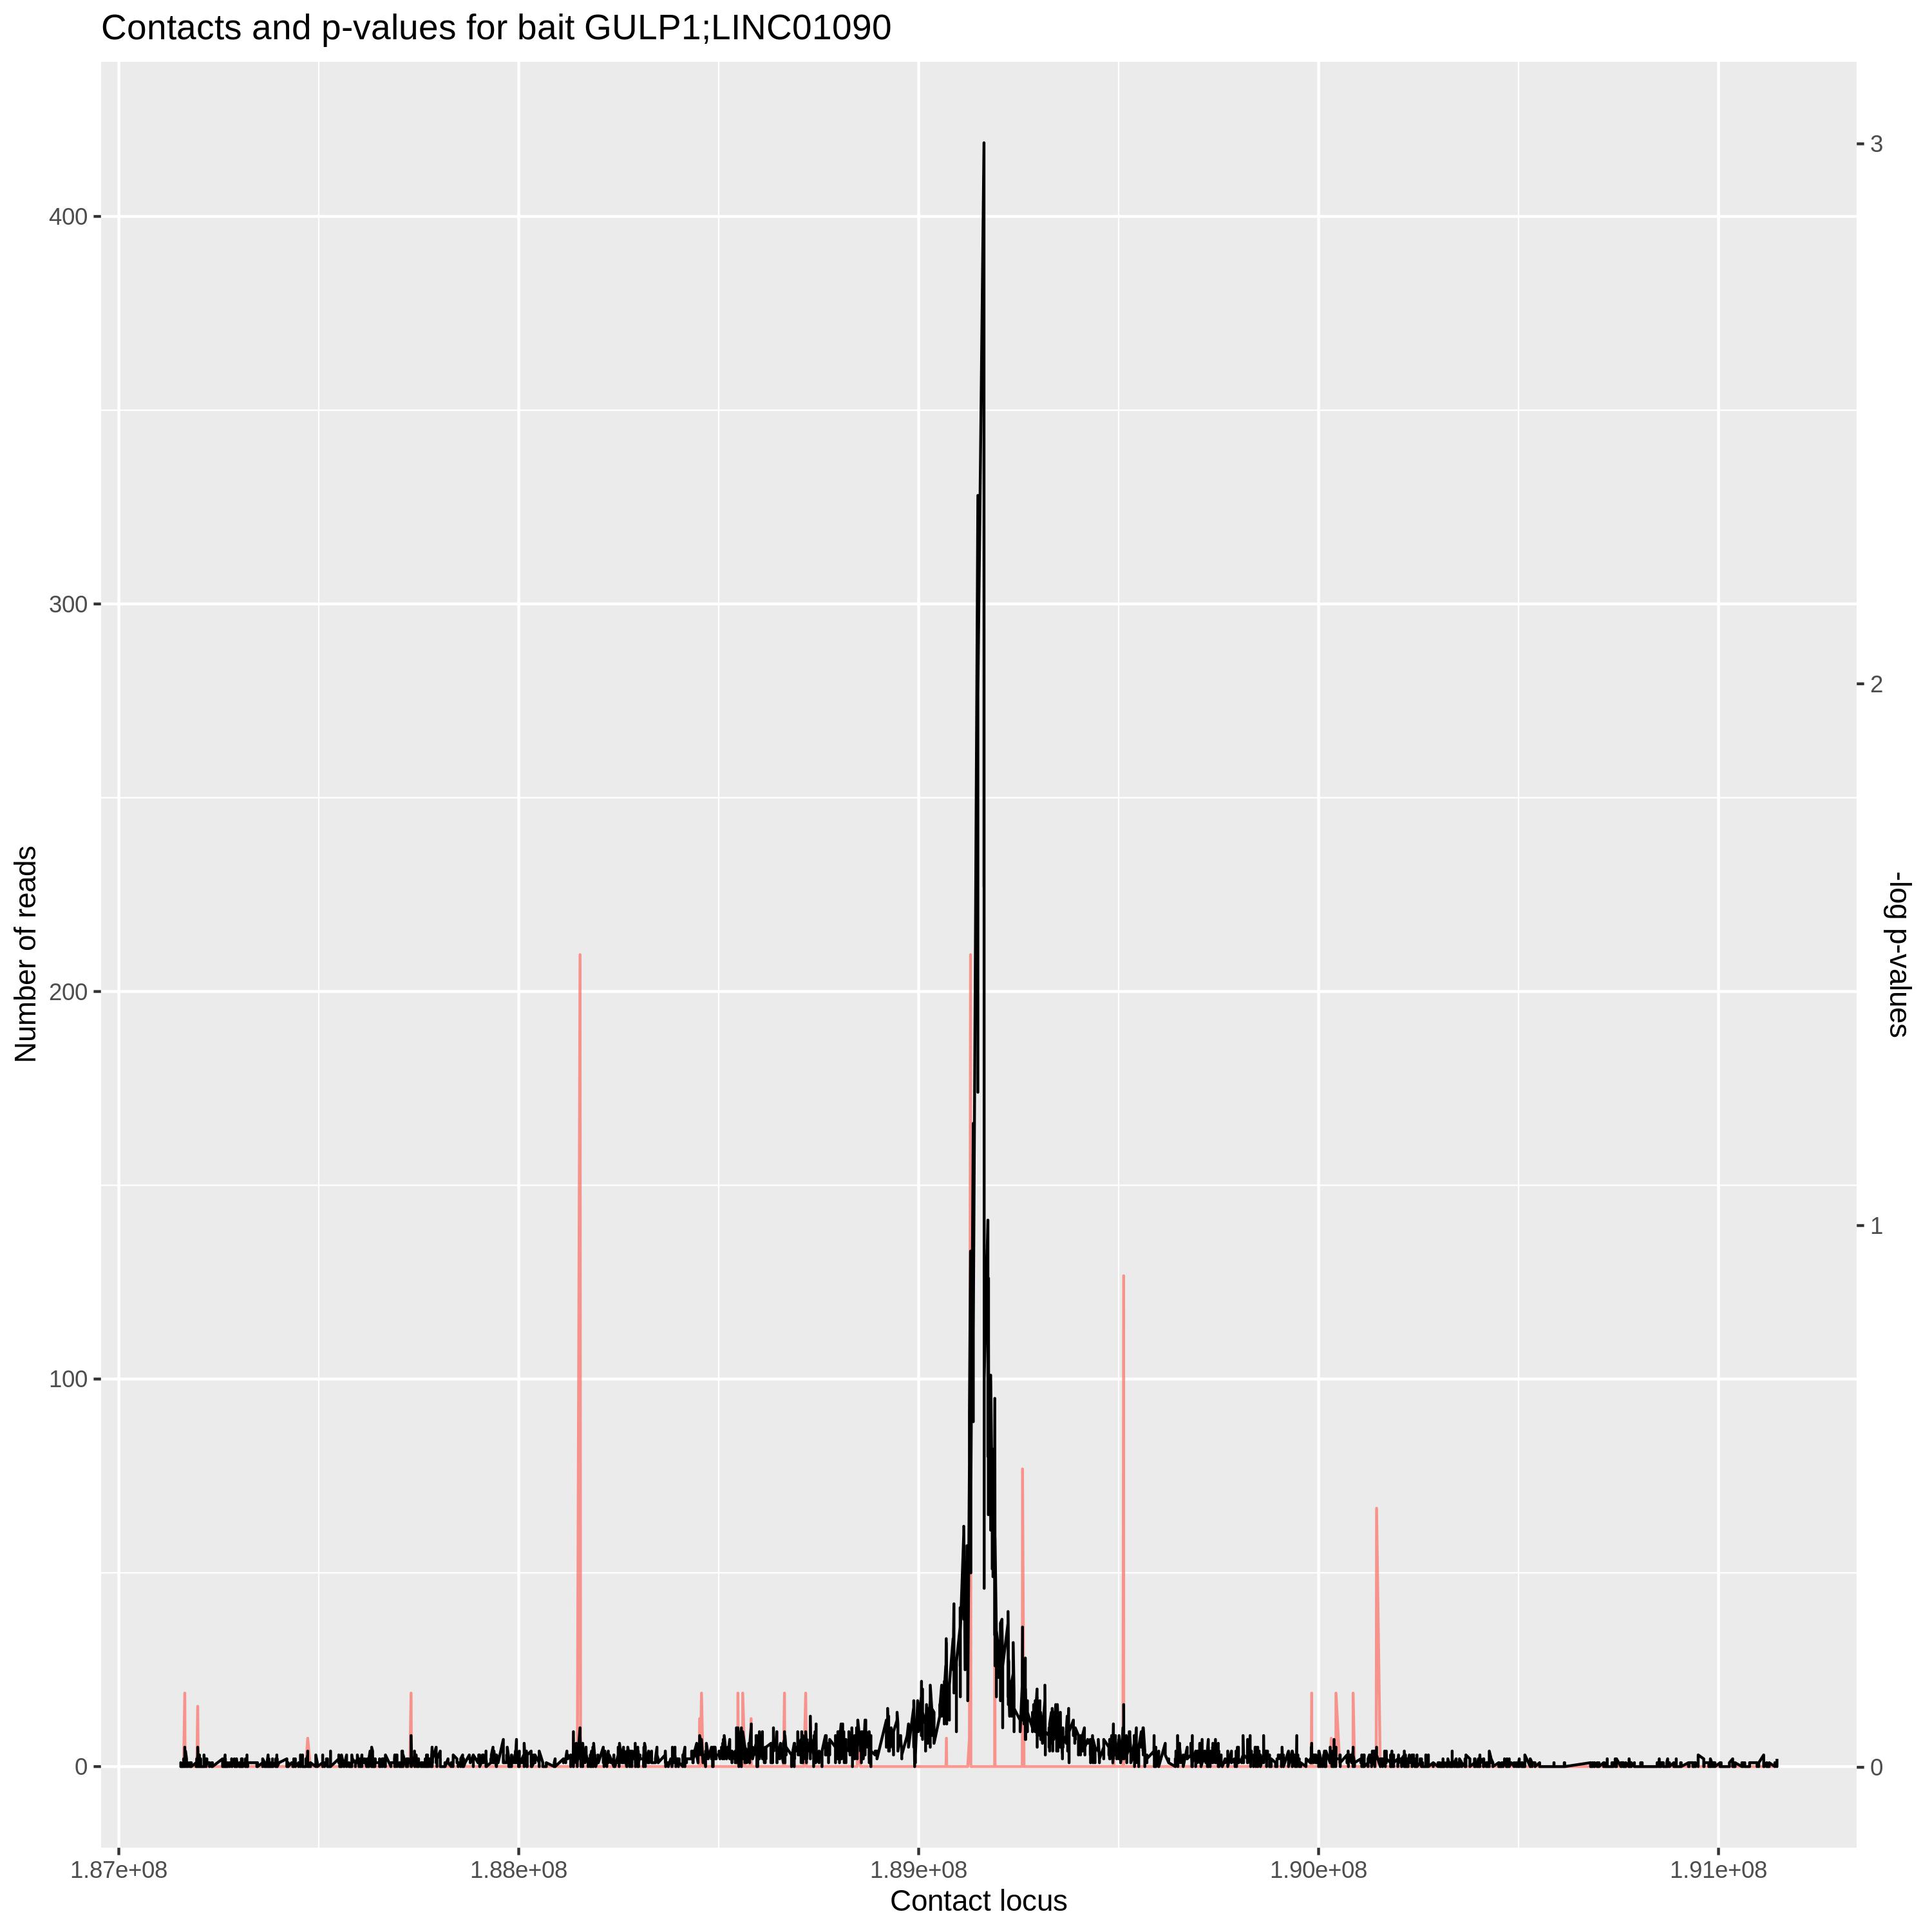 Contacts and p-values for bait GULP1;LINC01090
400
300
200
100
0
Number of reads
3
2
1
0
-log p-values
1.87e+08
1.88e+08
1.89e+08
1.90e+08
1.91e+08
Contact locus